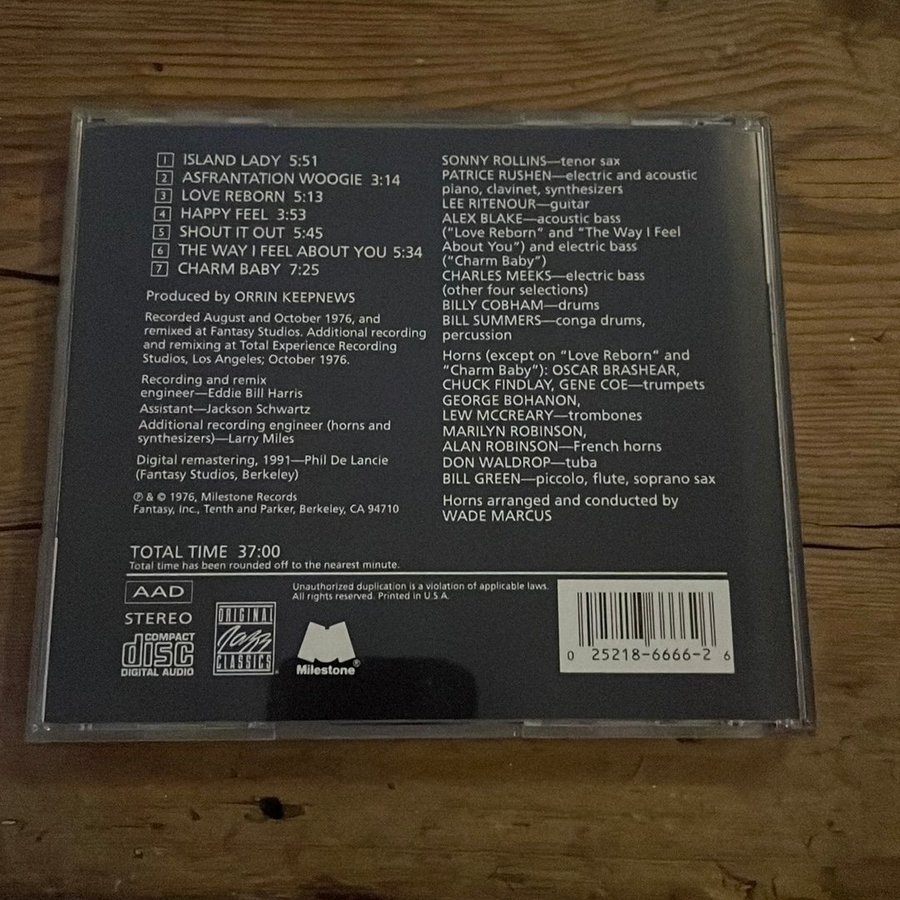 1 ISLAND LADY 5:51
2 ASFRANTATION WOOGIE 3:14
3 LOVE REBORN 5:13
4 HAPPY FEEL 3:53
5 SHOUT IT OUT 5:45
6 THE WAY I FEEL ABOUT YOU 5:34
7 CHARM BABY 7:25
Produced by ORRIN KEEPNEWS
Recorded August and October 1976, and
remixed at Fantasy Studios. Additional recording
and remixing at Total Experience Recording
Studios, Los Angeles; October 1976.
Recording and remix
engineer—Eddie Bill Harris
Assistant—Jackson Schwartz
Additional recording engineer (horns and
synthesizers)—Larry Miles
Digital remastering, 1991—Phil De Lancie
(Fantasy Studios, Berkeley)
℗ & © 1976, Milestone Records
Fantasy, Inc., Tenth and Parker, Berkeley, CA 94710
SONNY ROLLINS—tenor sax
PATRICE RUSHEN—electric and acoustic
piano, clavinet, synthesizers
LEE RITENOUR—guitar
ALEX BLAKE—acoustic bass
("Love Reborn" and "The Way I Feel
About You") and electric bass
("Charm Baby")
CHARLES MEEKS—electric bass
(other four selections)
BILLY COBHAM—drums
BILL SUMMERS—conga drums,
percussion
Horns (except on "Love Reborn" and
"Charm Baby"): OSCAR BRASHEAR,
CHUCK FINDLAY, GENE COE—trumpets
GEORGE BOHANON,
LEW MCCREARY—trombones
MARILYN ROBINSON,
ALAN ROBINSON—French horns
DON WALDROP—tuba
BILL GREEN—piccolo, flute, soprano sax
Horns arranged and conducted by
WADE MARCUS
TOTAL TIME 37:00
Total time has been rounded off to the nearest minute.
AAD
STEREO
COMPACT
disc
DIGITAL AUDIO
ORIGINAL
Jazz
CLASSICS
Milestone®
Unauthorized duplication is a violation of applicable laws.
All rights reserved. Printed in U.S.A.
0 25218-6666-2 6